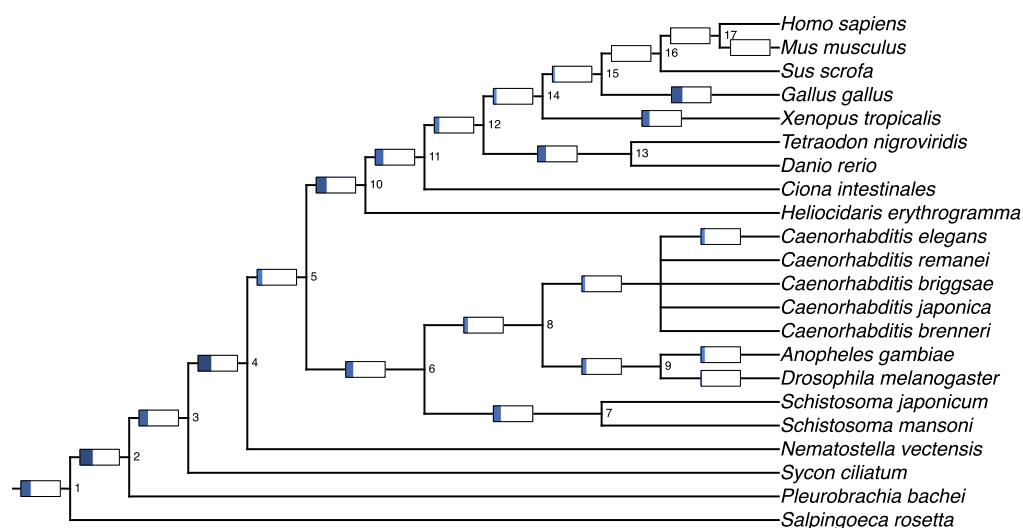 Homo sapiens
17
Mus musculus
16
Sus scrofa
15
Gallus gallus
14
Xenopus tropicalis
12
Tetraodon nigroviridis
13
11
Danio rerio
10
Ciona intestinales
Heliocidaris erythrogramma
Caenorhabditis elegans
Caenorhabditis remanei
5
Caenorhabditis briggsae
Caenorhabditis japonica
8
Caenorhabditis brenneri
Anopheles gambiae
4
9
6
Drosophila melanogaster
Schistosoma japonicum
7
3
Schistosoma mansoni
Nematostella vectensis
2
Sycon ciliatum
1
Pleurobrachia bachei
Salpingoeca rosetta